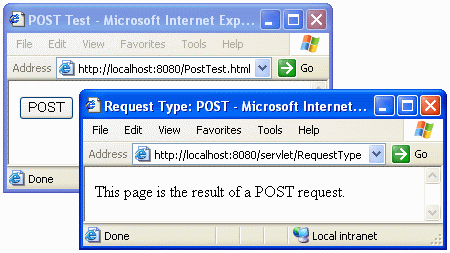 POST Test - Microsoft Internet Exp...
File Edit View Favorites Tools Help
Address http://localhost:8080/PostTest.html Go
POST
Done
Request Type: POST - Microsoft Internet...
File Edit View Favorites Tools Help
Address http://localhost:8080/servlet/RequestType Go
This page is the result of a POST request.
Done Local intranet